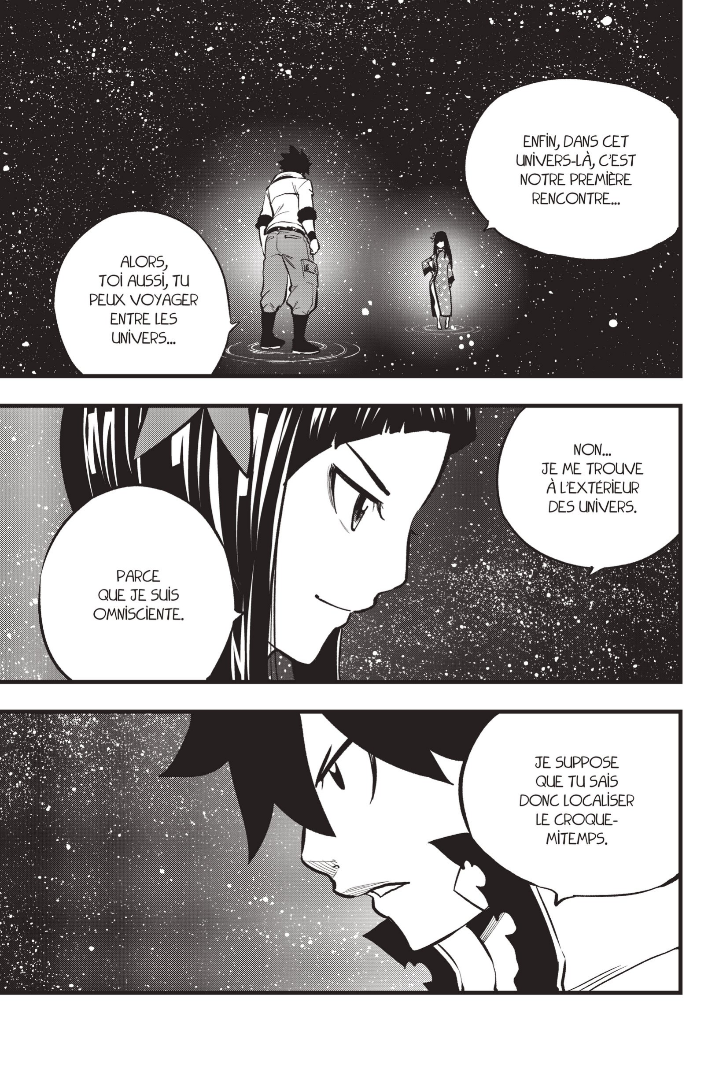 ENFIN, DANS CET
UNIVERS-LÀ, C'EST
NOTRE PREMIÈRE
RENCONTRE...
ALORS,
TOI AUSSI, TU
PEUX VOYAGER
ENTRE LES
UNIVERS...
NON...
JE ME TROUVE
À L'EXTÉRIEUR
DES UNIVERS.
PARCE
QUE JE SUIS
OMNISCIENTE.
JE SUPPOSE
QUE TU SAIS
DONC LOCALISER
LE CROQUE-
MITEMPS.